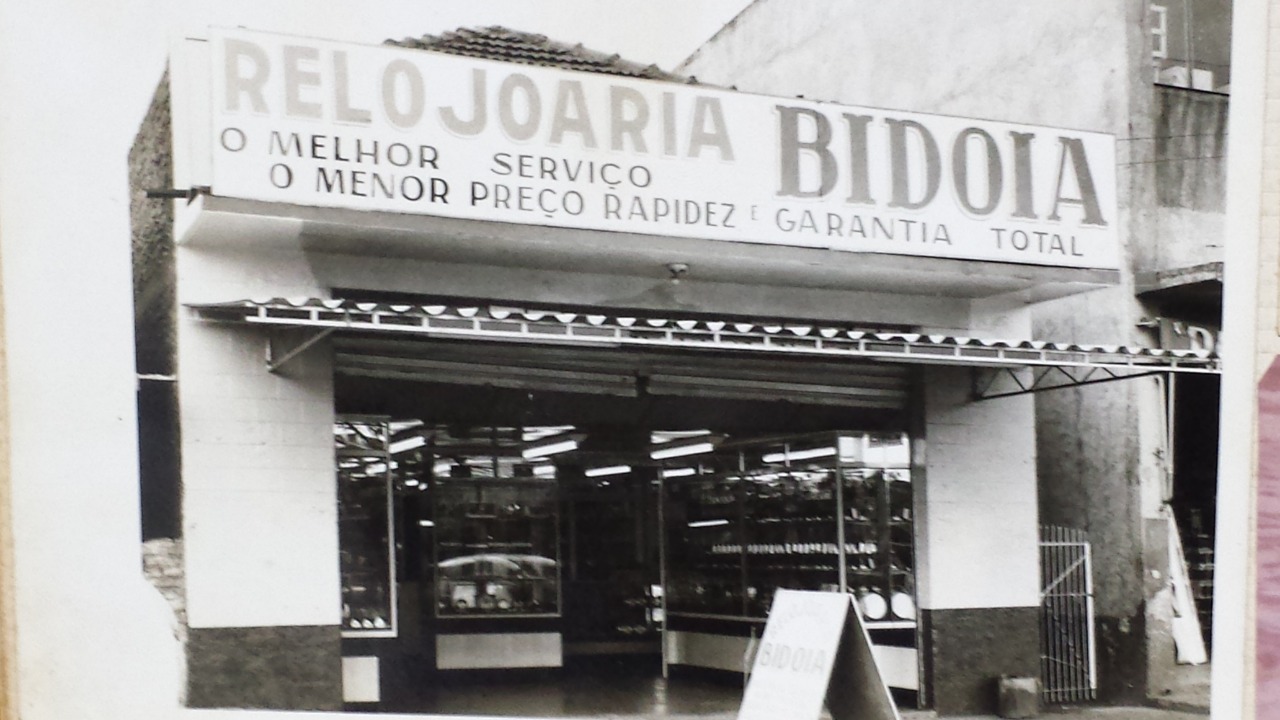 RELOJOARIA BIDOIA
O MELHOR SERVIÇO
O MENOR PREÇO RAPIDEZ E GARANTIA TOTAL
BIDOIA